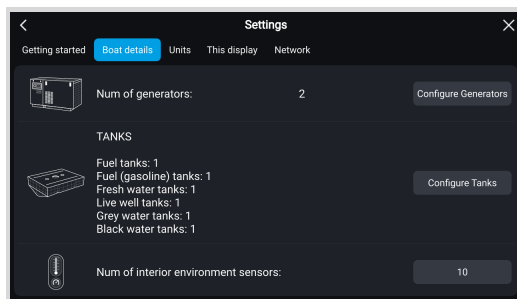 Settings
Getting started Boat details Units This display Network
Num of generators: 2 Configure Generators
TANKS
Fuel tanks: 1
Fuel (gasoline) tanks: 1
Fresh water tanks: 1
Live well tanks: 1
Grey water tanks: 1
Black water tanks: 1
Configure Tanks
Num of interior environment sensors: 10